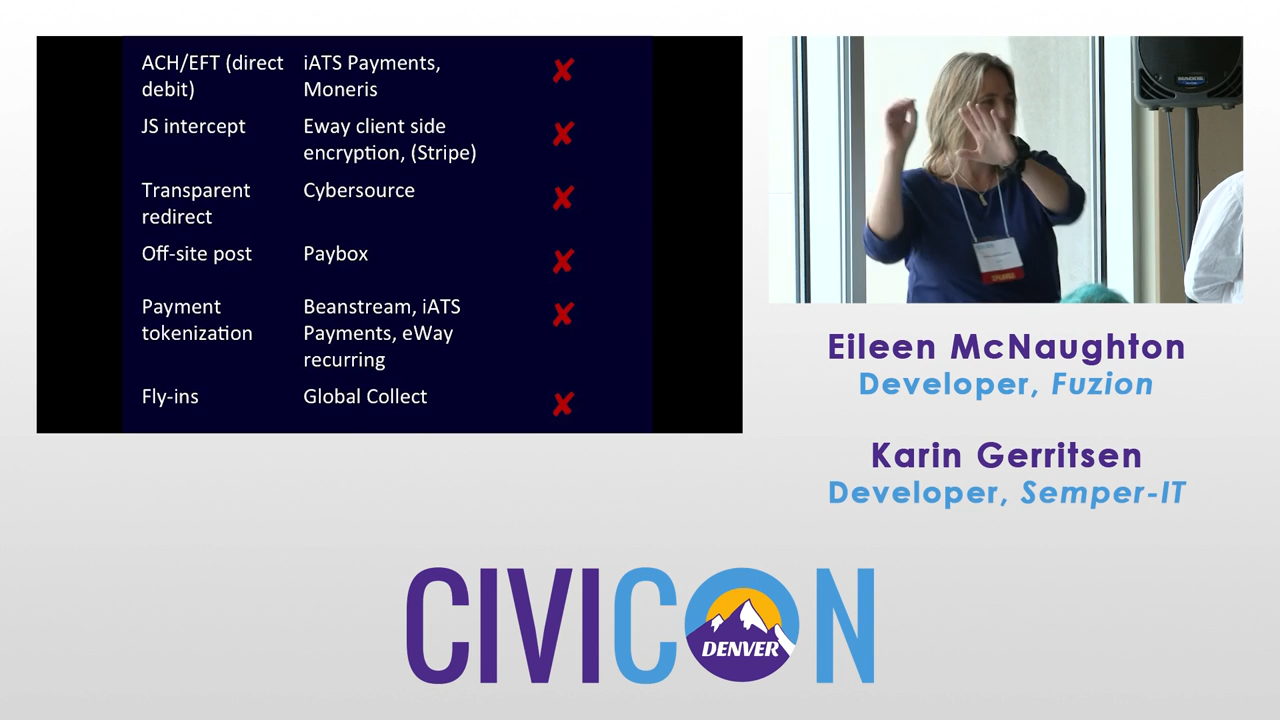 ACH/EFT (direct debit)
iATS Payments, Moneris
✘
JS intercept
Eway client side encryption, (Stripe)
✘
Transparent redirect
Cybersource
✘
Off-site post
Paybox
✘
Payment tokenization
Beanstream, iATS Payments, eWay recurring
✘
Fly-ins
Global Collect
✘
Eileen McNaughton
Developer, Fuzion
Karin Gerritsen
Developer, Semper-IT
CIVICON
DENVER